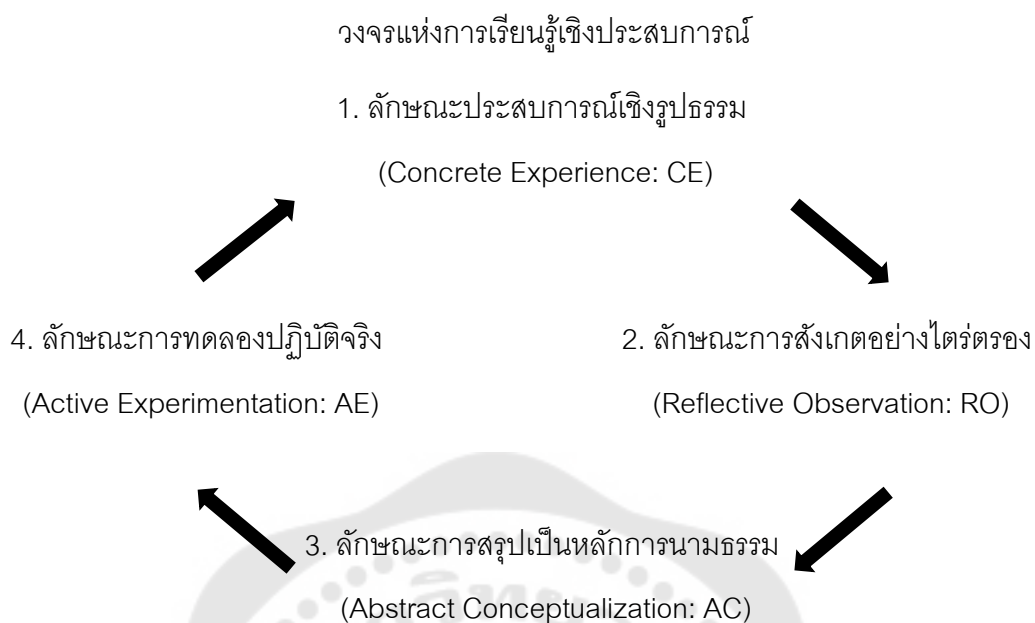 วงจรแห่งการเรียนรู้เชิงประสบการณ์
1. ลักษณะประสบการณ์เชิงรูปธรรม
(Concrete Experience: CE)
4. ลักษณะการทดลองปฏิบัติจริง
(Active Experimentation: AE)
2. ลักษณะการสังเกตอย่างไตร่ตรอง
(Reflective Observation: RO)
3. ลักษณะการสรุปเป็นหลักการนามธรรม
(Abstract Conceptualization: AC)